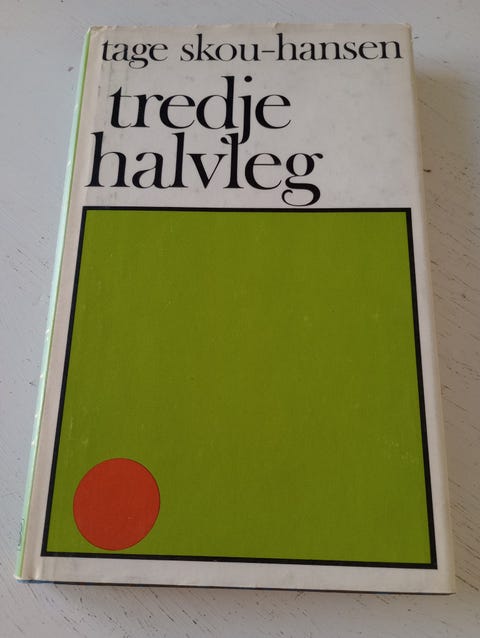 tage skou-hansen
tredje
halvleg